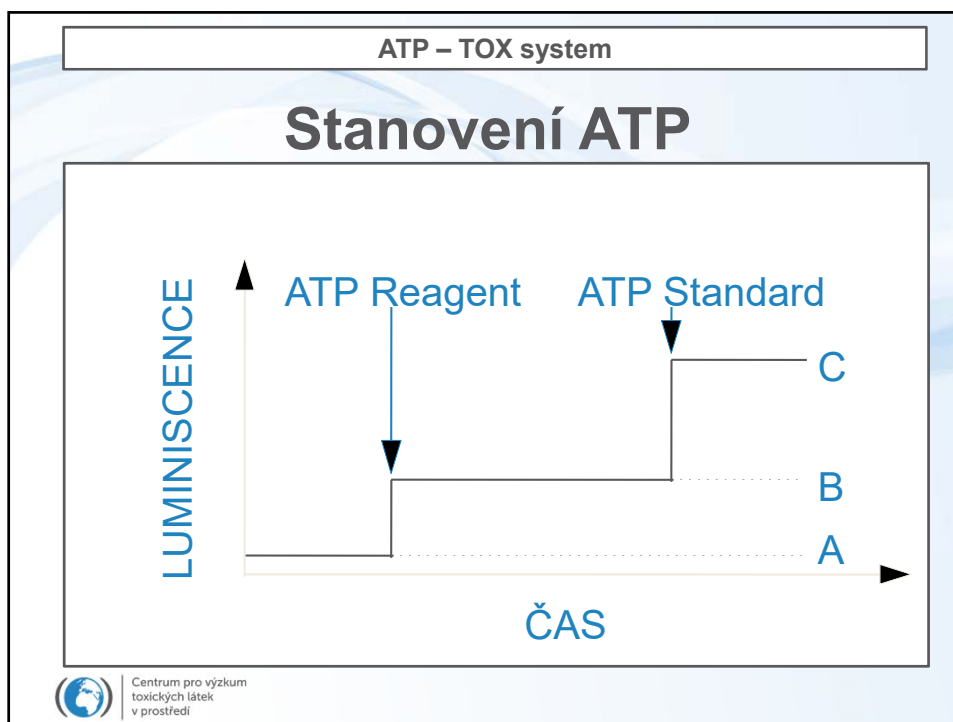 ATP – TOX system
Stanovení ATP
LUMINISCENCE
ATP Reagent
ATP Standard
C
B
A
ČAS
Centrum pro výzkum
toxických látek
v prostředí